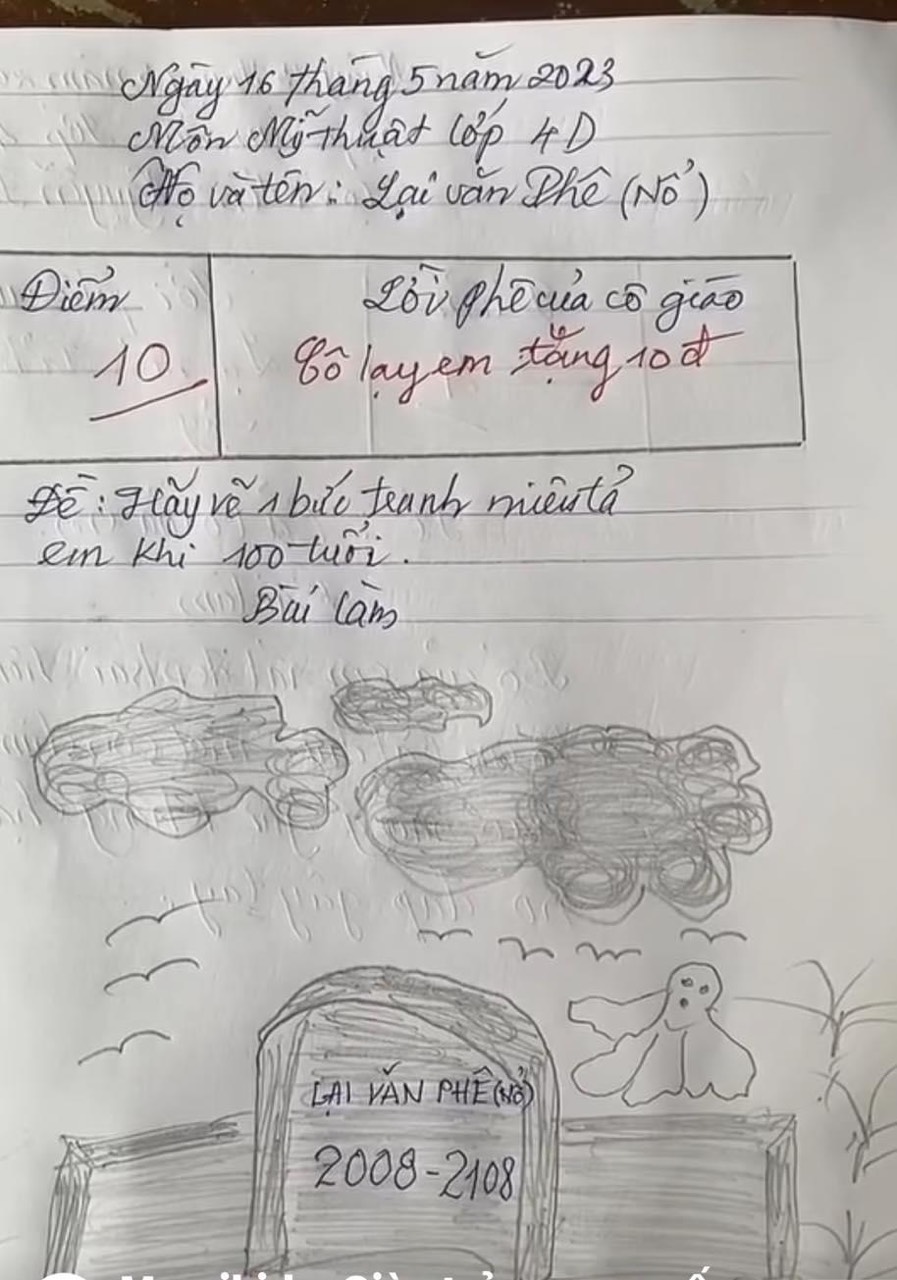 Ngày 16 tháng 5 năm 2023
Môn Mỹ thuật lớp 4D
Họ và tên: Lại văn Phê (Nổ)
Điểm
Lời phê của cô giáo
10
Cô lạy em tặng 10 đ
Đề: Hãy vẽ 1 bức tranh miêu tả
em khi 100 tuổi.
Bài làm
LẠI VĂN PHÊ (NỔ)
2008-2108